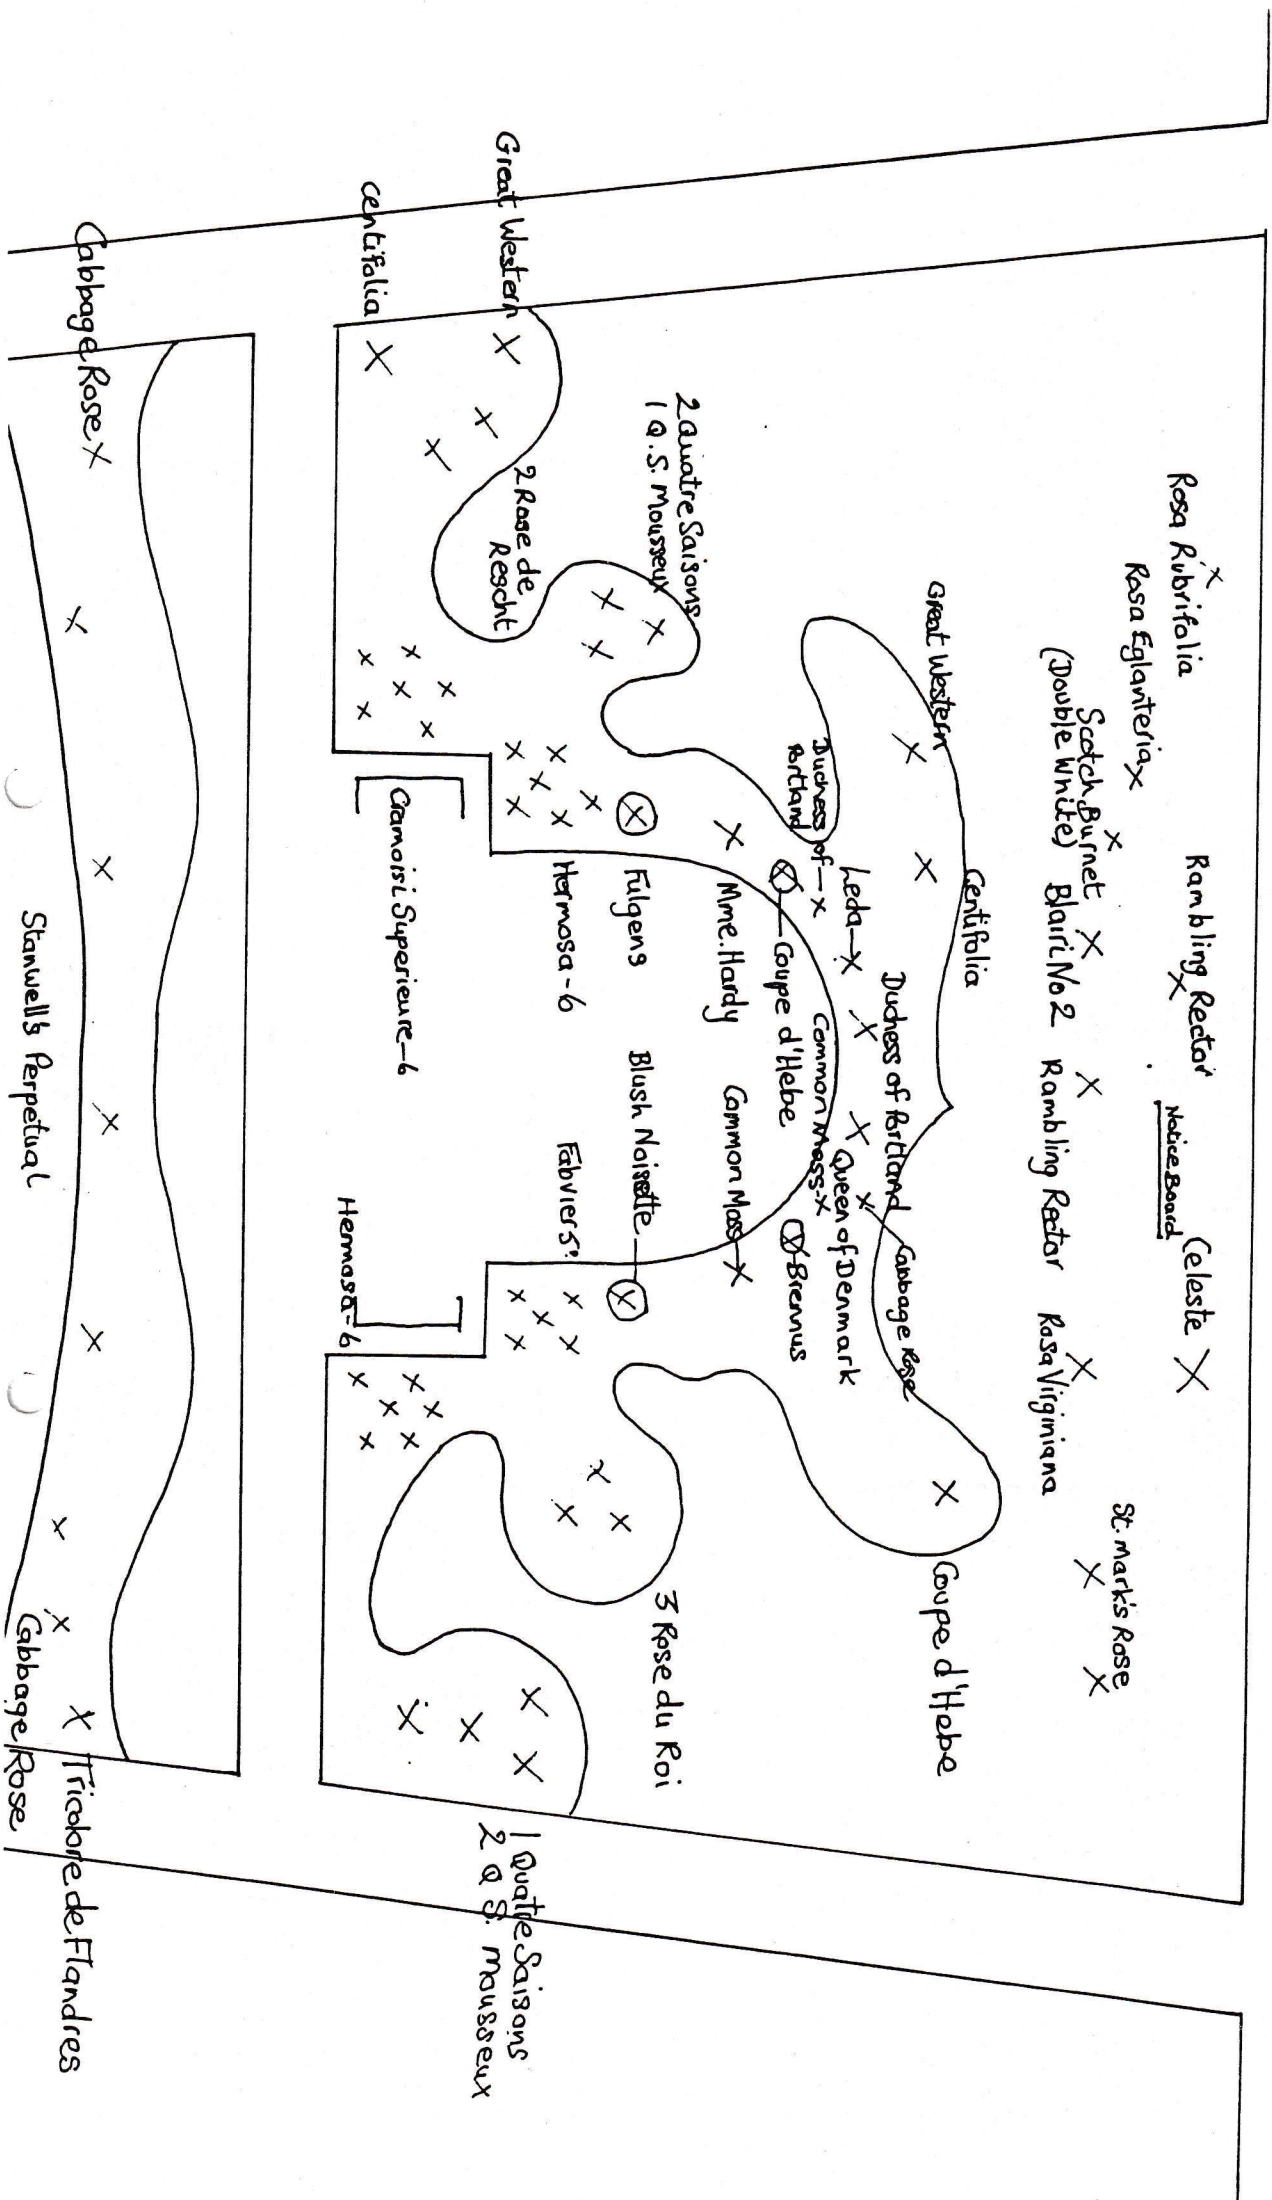 Rosa Rubrifolia
Rambling Rector
Notice Board
Celeste
Rosa Eglanteria
Scotch Burnet
(Double White)
Blairi No 2
Rambling Rector
Rosa Virginiana
St. Mark's Rose
Great Western
Centifolia
Coupe d'Hebe
Duchess of Portland
Cabbage Rose
Leda
Queen of Denmark
Duchess of
Portland
Common Moss
Coupe d'Hebe
Brennus
Mme. Hardy
Common Moss
2 Quatre Saisons
1 Q.S. Mousseux
Fulgens
Blush Noisette
3 Rose du Roi
Hermosa-6
Fabvier 5
Great Western
2 Rose de
Rescht
1 Quatre Saisons
2 Q S. Mousseux
Centifolia
Cramoisi Superieure-6
Hermosa-6
Cabbage Rose
Tricolore de Flandres
Stanwells Perpetual
Cabbage Rose